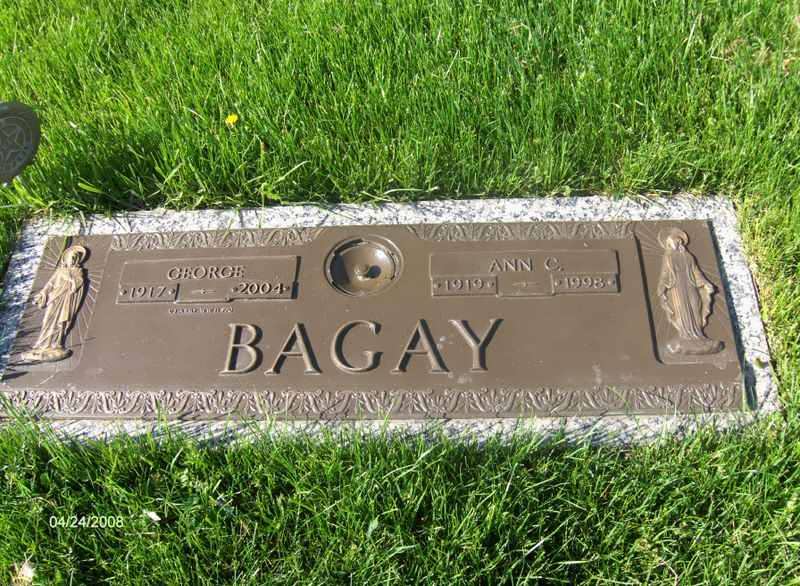 GEORGE
1917 2004
ANN C.
1919 1998
BAGAY
04/24/2008